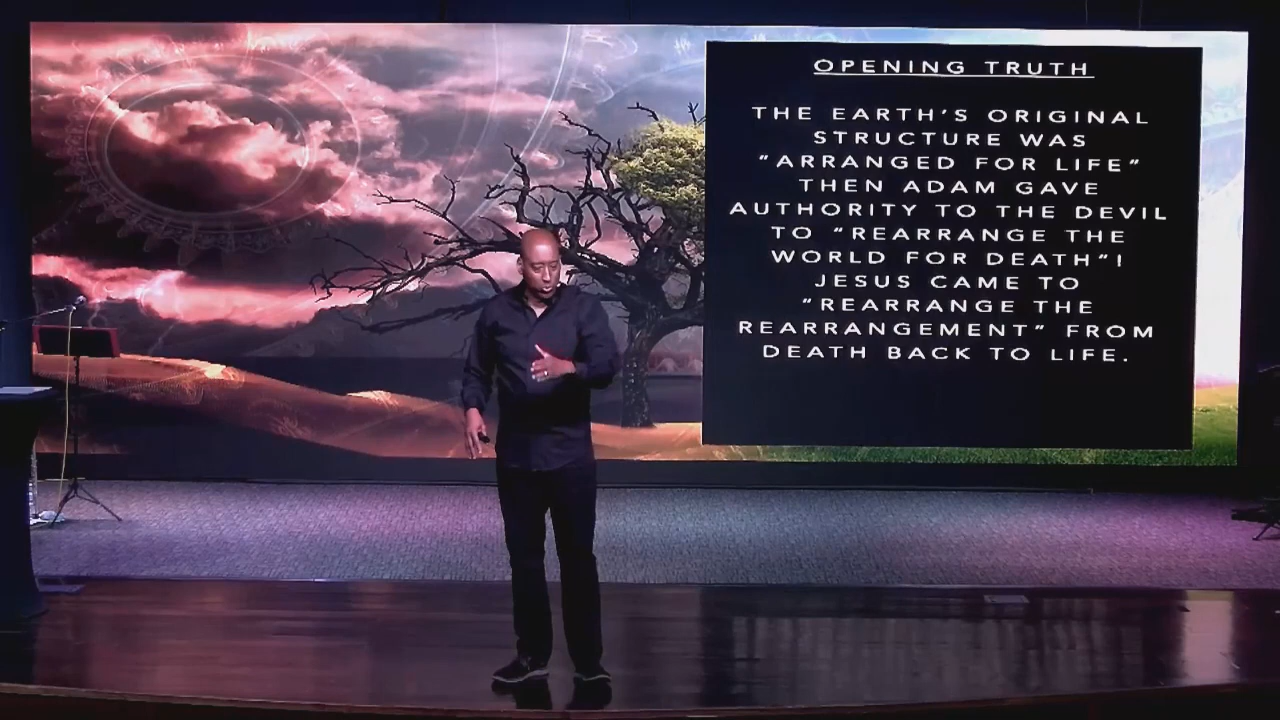 OPENING TRUTH
THE EARTH'S ORIGINAL
STRUCTURE WAS
"ARRANGED FOR LIFE"
THEN ADAM GAVE
AUTHORITY TO THE DEVIL
TO "REARRANGE THE
WORLD FOR DEATH"!
JESUS CAME TO
"REARRANGE THE
REARRANGEMENT" FROM
DEATH BACK TO LIFE.